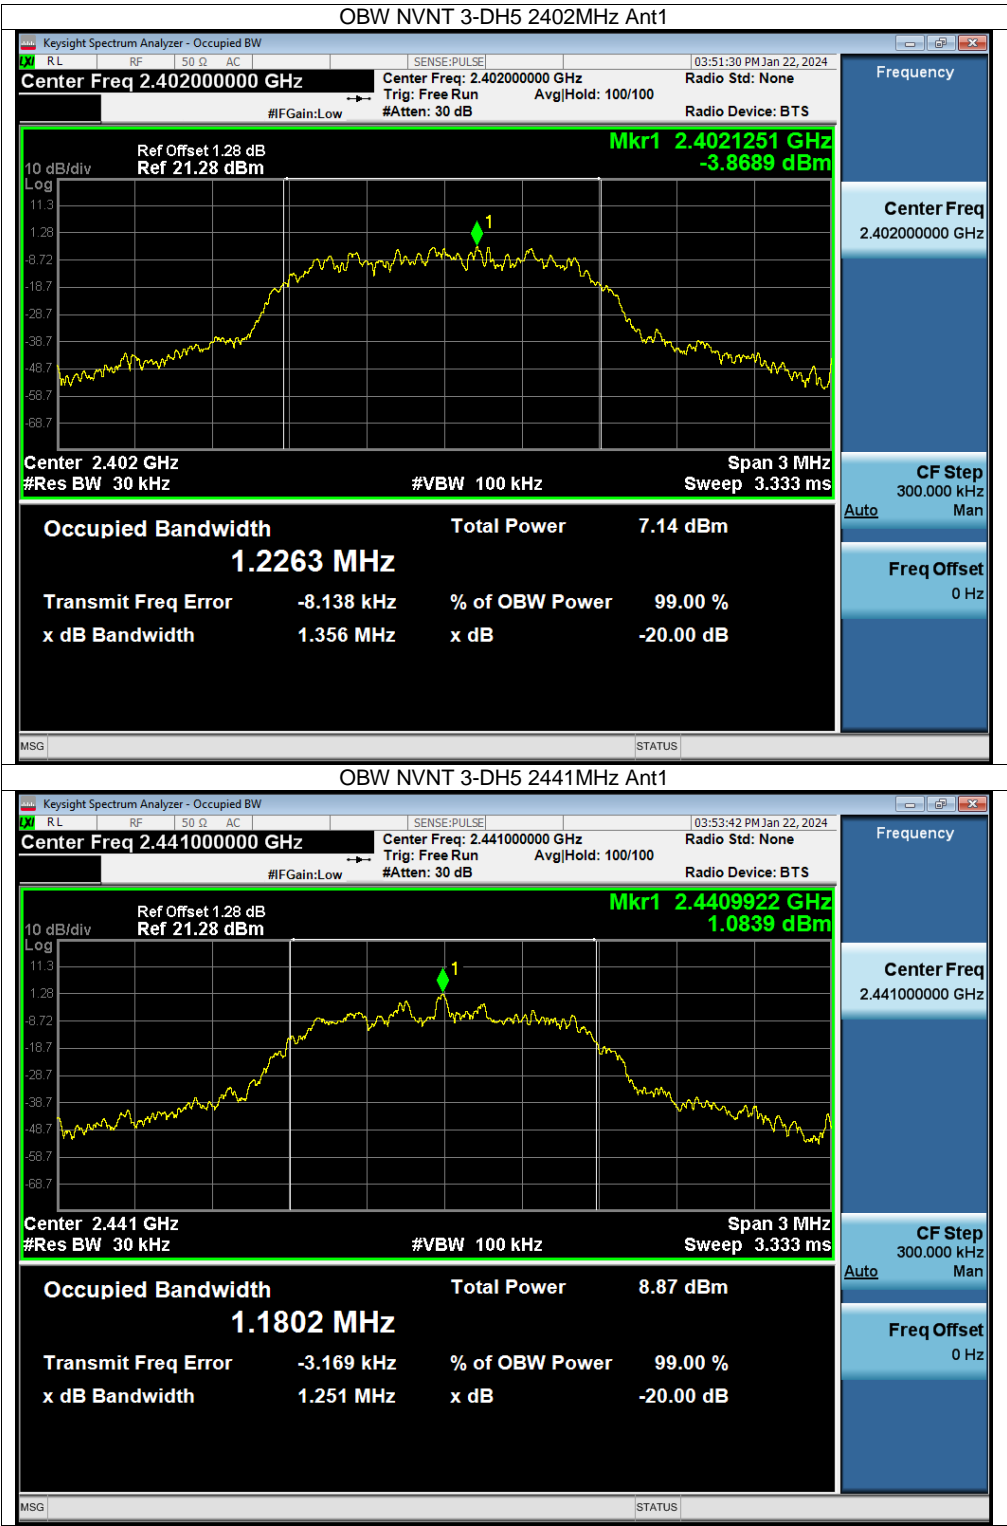 OBW NVNT 3-DH5 2402MHz Ant1
Keysight Spectrum Analyzer - Occupied BW
LXI RL RF 50 Ω AC SENSE:PULSE 03:51:30 PM Jan 22, 2024
Center Freq 2.402000000 GHz
Center Freq: 2.402000000 GHz
Radio Std: None
Trig: Free Run Avg|Hold: 100/100
#IFGain:Low #Atten: 30 dB Radio Device: BTS
Frequency
Mkr1 2.4021251 GHz
-3.8689 dBm
Ref Offset 1.28 dB
10 dB/div Ref 21.28 dBm
Log
11.3
1.28
-8.72
-18.7
-28.7
-38.7
-48.7
-58.7
-68.7
1
Center Freq
2.402000000 GHz
Center 2.402 GHz Span 3 MHz
#Res BW 30 kHz #VBW 100 kHz Sweep 3.333 ms
CF Step
300.000 kHz
Auto Man
Freq Offset
0 Hz
Occupied Bandwidth Total Power 7.14 dBm
1.2263 MHz
Transmit Freq Error -8.138 kHz % of OBW Power 99.00 %
x dB Bandwidth 1.356 MHz x dB -20.00 dB
MSG STATUS
OBW NVNT 3-DH5 2441MHz Ant1
Keysight Spectrum Analyzer - Occupied BW
LXI RL RF 50 Ω AC SENSE:PULSE 03:53:42 PM Jan 22, 2024
Center Freq 2.441000000 GHz
Center Freq: 2.441000000 GHz
Radio Std: None
Trig: Free Run Avg|Hold: 100/100
#IFGain:Low #Atten: 30 dB Radio Device: BTS
Frequency
Mkr1 2.4409922 GHz
1.0839 dBm
Ref Offset 1.28 dB
10 dB/div Ref 21.28 dBm
Log
11.3
1.28
-8.72
-18.7
-28.7
-38.7
-48.7
-58.7
-68.7
1
Center Freq
2.441000000 GHz
Center 2.441 GHz Span 3 MHz
#Res BW 30 kHz #VBW 100 kHz Sweep 3.333 ms
CF Step
300.000 kHz
Auto Man
Freq Offset
0 Hz
Occupied Bandwidth Total Power 8.87 dBm
1.1802 MHz
Transmit Freq Error -3.169 kHz % of OBW Power 99.00 %
x dB Bandwidth 1.251 MHz x dB -20.00 dB
MSG STATUS